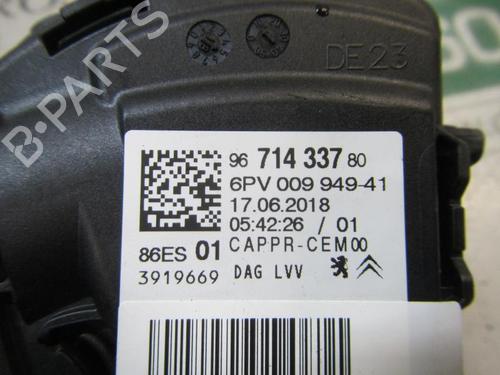 DE23
B-PARTS
96 714 337 80
6PV 009 949-41
17.06.2018
05:42:26 / 01
86ES 01 CAPPR-CEM00
3919669 DAG LVV